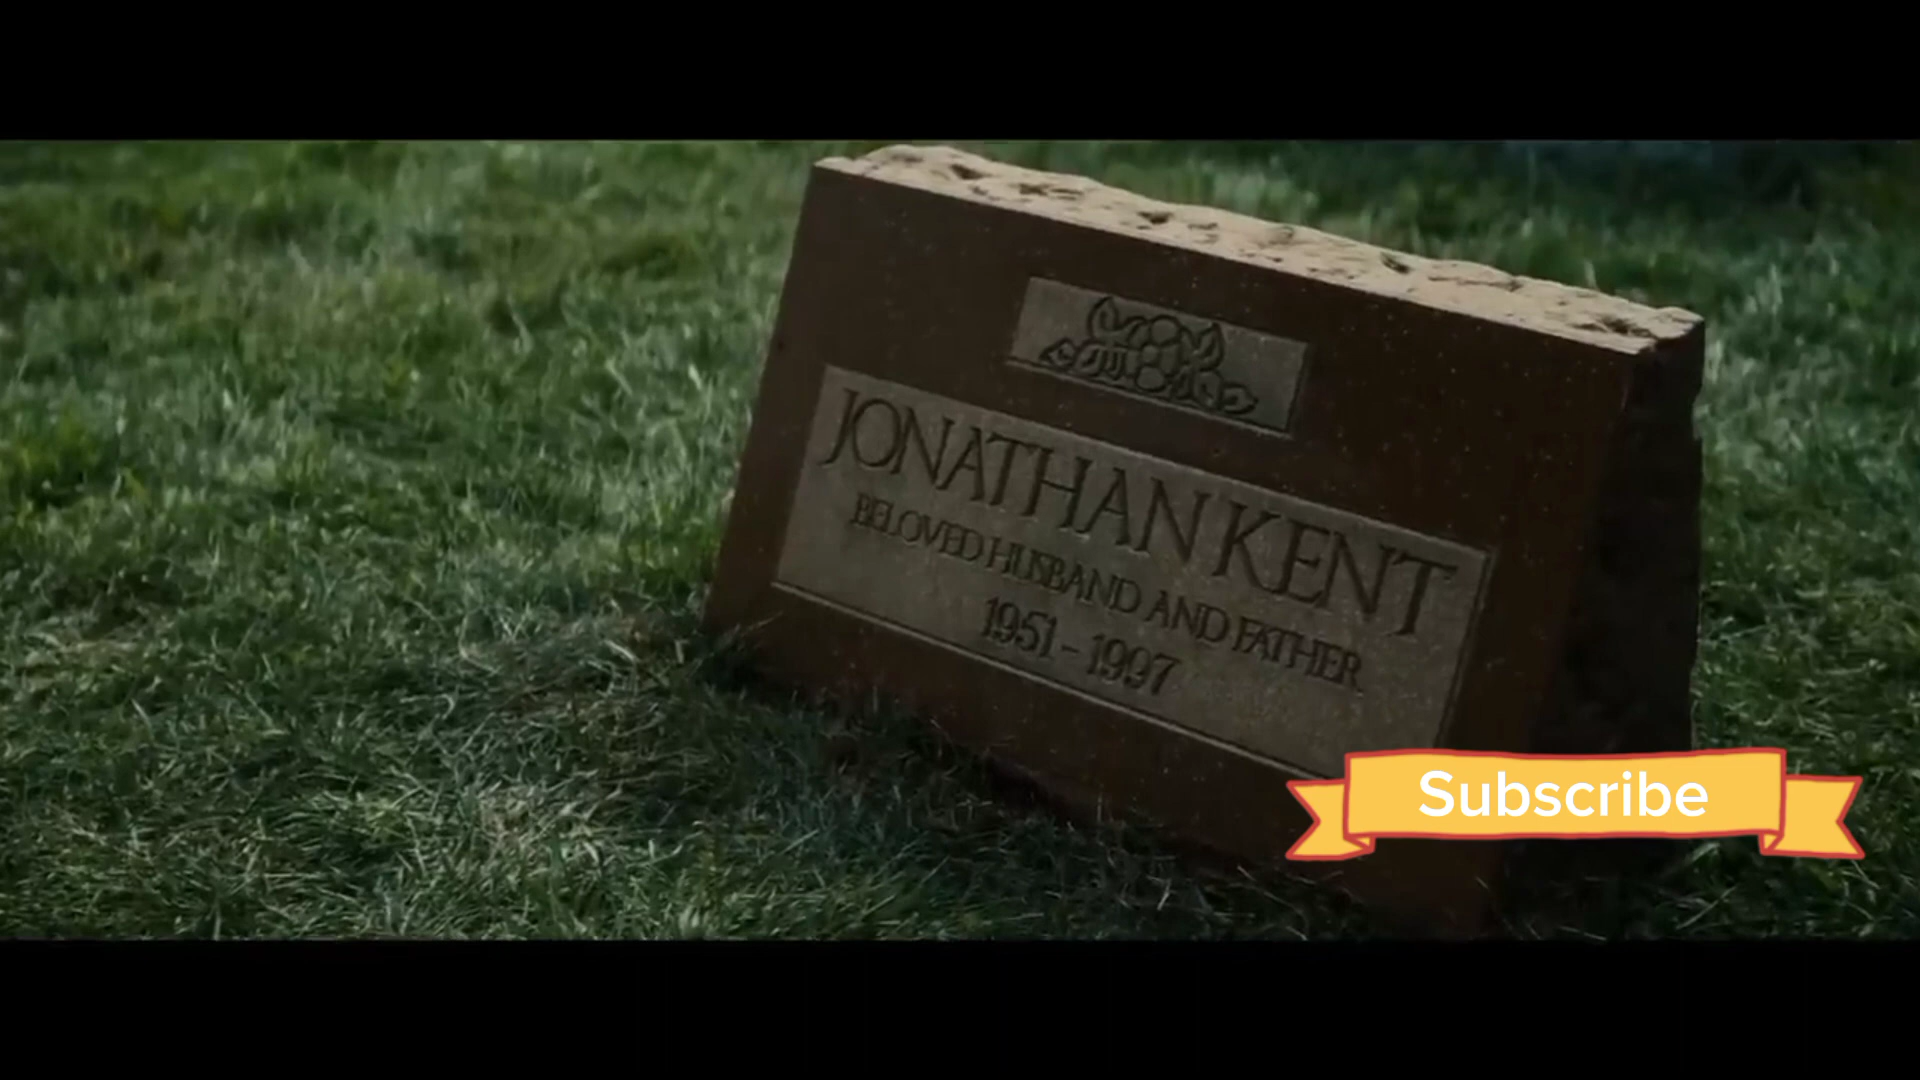 JONATHAN KENT
BELOVED HUSBAND AND FATHER
1951 - 1997
Subscribe